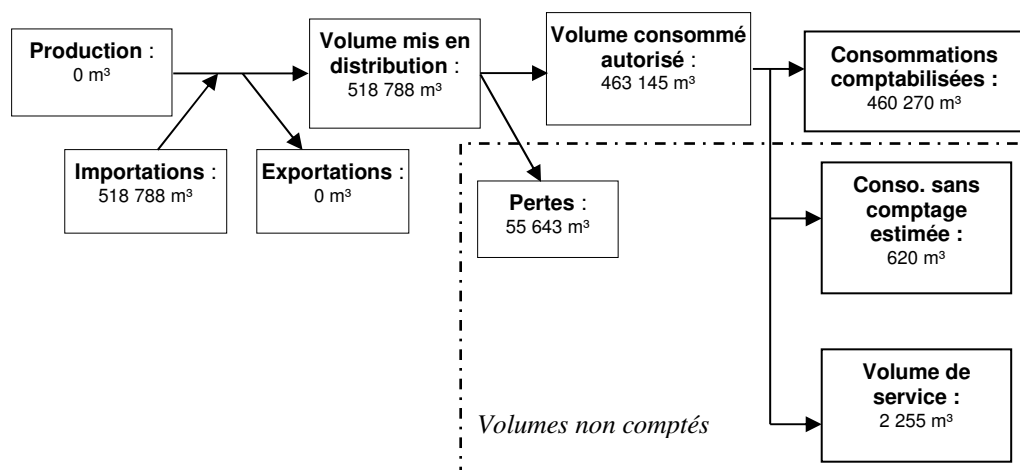 Production :
0 m³
Volume mis en
distribution :
518 788 m³
Volume consommé
autorisé :
463 145 m³
Consommations
comptabilisées :
460 270 m³
Importations :
518 788 m³
Exportations :
0 m³
Pertes :
55 643 m³
Conso. sans
comptage
estimée :
620 m³
Volume de
service :
2 255 m³
Volumes non comptés